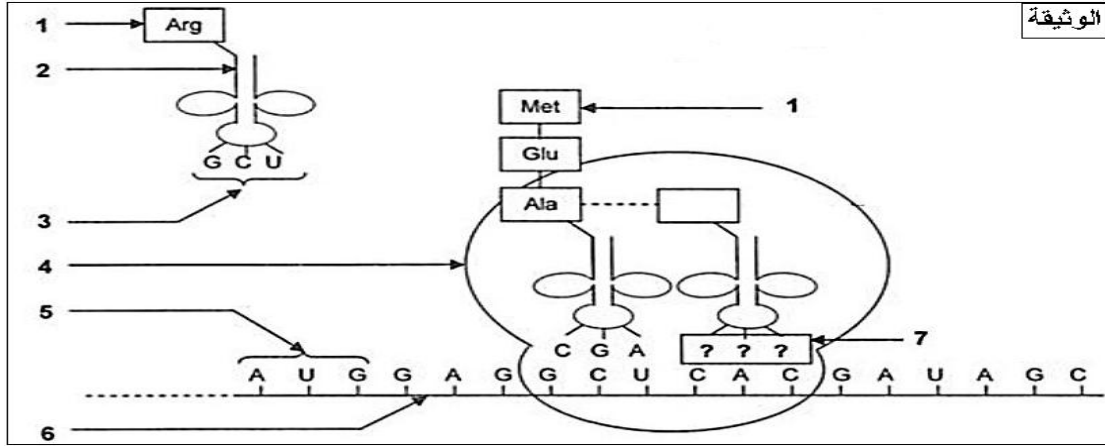 الوثيقة
1 Arg
2
Met 1
Glu
G C U
3
Ala
4
5
C G A
? ? ? 7
A U G G A G G C U C A C G A U A G C
6